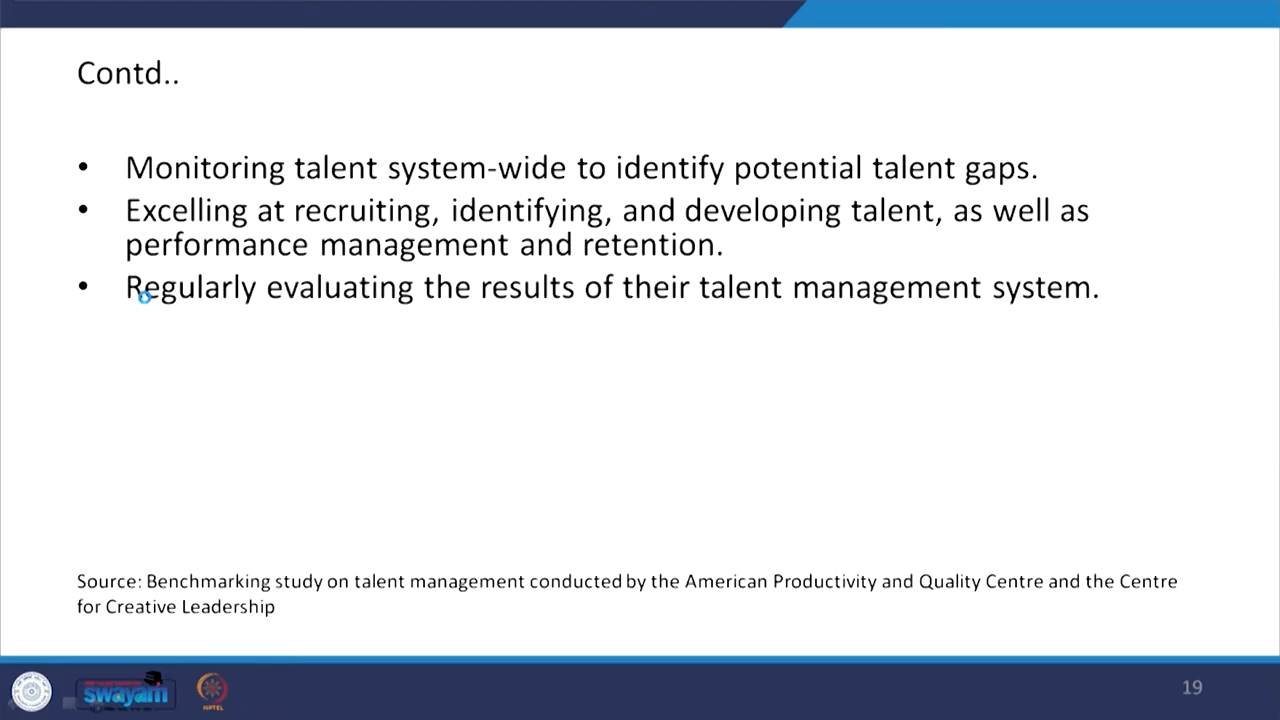 Contd..
• Monitoring talent system-wide to identify potential talent gaps.
• Excelling at recruiting, identifying, and developing talent, as well as
performance management and retention.
• Regularly evaluating the results of their talent management system.
Source: Benchmarking study on talent management conducted by the American Productivity and Quality Centre and the Centre
for Creative Leadership
swayam
NPTEL
19